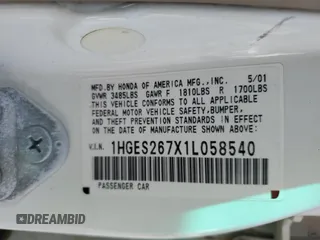 MFD.BY HONDA OF AMERICA MFG.,INC. 5/01
GVWR 3485LBS GAWR F 1810LBS R 1700LBS
THIS VEHICLE CONFORMS TO ALL APPLICABLE
FEDERAL MOTOR VEHICLE SAFETY,BUMPER,
AND THEFT PREVENTION STANDARDS IN EFFECT
ON THE DATE OF MANUFACTURE SHOWN ABOVE.
V.I.N. 1HGES267X1L058540
PASSENGER CAR
DREAMBID